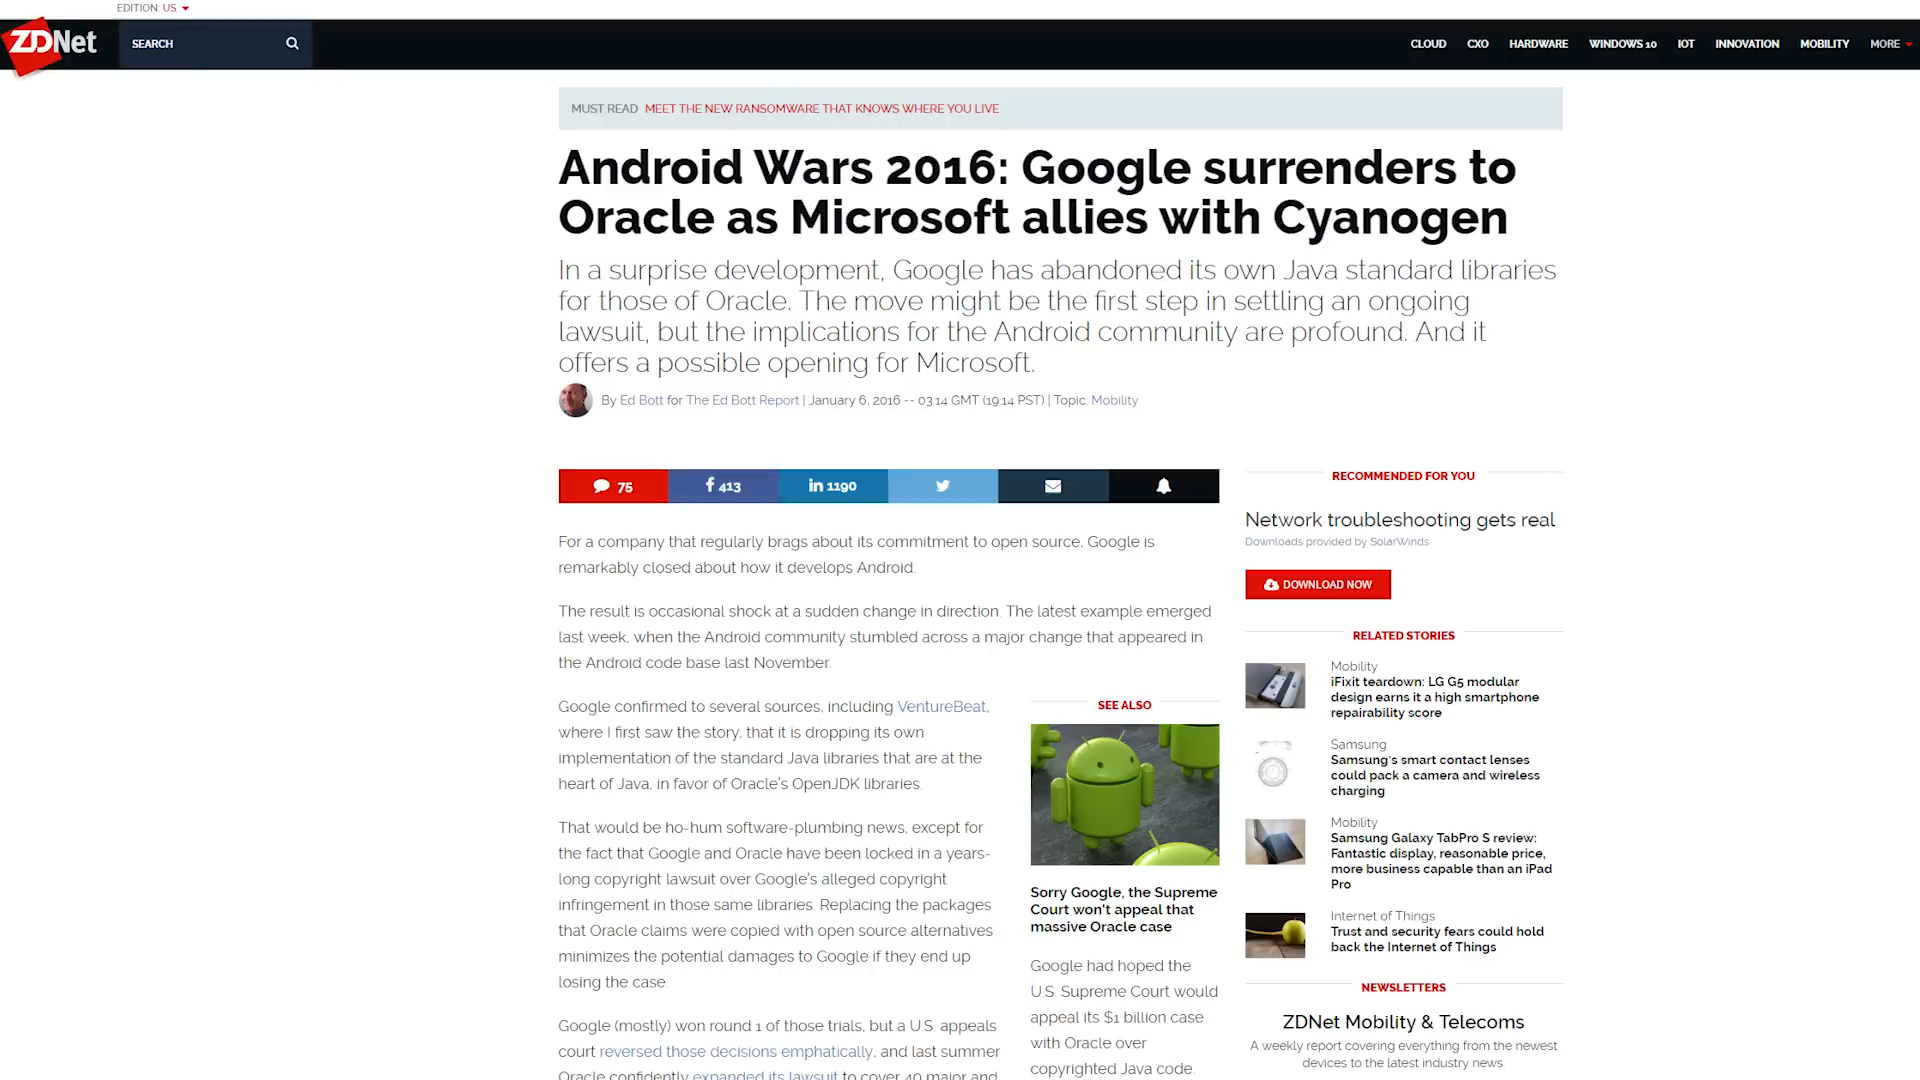 EDITION: US
ZDNet
SEARCH
CLOUD CXO HARDWARE WINDOWS 10 IOT INNOVATION MOBILITY MORE
MUST READ MEET THE NEW RANSOMWARE THAT KNOWS WHERE YOU LIVE
Android Wars 2016: Google surrenders to
Oracle as Microsoft allies with Cyanogen
In a surprise development, Google has abandoned its own Java standard libraries
for those of Oracle. The move might be the first step in settling an ongoing
lawsuit, but the implications for the Android community are profound. And it
offers a possible opening for Microsoft.
By Ed Bott for The Ed Bott Report | January 6, 2016 -- 03:14 GMT (19:14 PST) | Topic: Mobility
75 f 413 in 1190
For a company that regularly brags about its commitment to open source, Google is
remarkably closed about how it develops Android.
The result is occasional shock at a sudden change in direction. The latest example emerged
last week, when the Android community stumbled across a major change that appeared in
the Android code base last November.
Google confirmed to several sources, including VentureBeat,
where I first saw the story, that it is dropping its own
implementation of the standard Java libraries that are at the
heart of Java, in favor of Oracle's OpenJDK libraries.
That would be ho-hum software-plumbing news, except for
the fact that Google and Oracle have been locked in a years-
long copyright lawsuit over Google's alleged copyright
infringement in those same libraries. Replacing the packages
that Oracle claims were copied with open source alternatives
minimizes the potential damages to Google if they end up
losing the case.
Google (mostly) won round 1 of those trials, but a U.S. appeals
court reversed those decisions emphatically, and last summer
Oracle confidently expanded its lawsuit to cover 40 major and
SEE ALSO
Sorry Google, the Supreme
Court won't appeal that
massive Oracle case
Google had hoped the
U.S. Supreme Court would
appeal its $1 billion case
with Oracle over
copyrighted Java code.
RECOMMENDED FOR YOU
Network troubleshooting gets real
Downloads provided by SolarWinds
DOWNLOAD NOW
RELATED STORIES
Mobility
iFixit teardown: LG G5 modular
design earns it a high smartphone
repairability score
Samsung
Samsung's smart contact lenses
could pack a camera and wireless
charging
Mobility
Samsung Galaxy TabPro S review:
Fantastic display, reasonable price,
more business capable than an iPad
Pro
Internet of Things
Trust and security fears could hold
back the Internet of Things
NEWSLETTERS
ZDNet Mobility & Telecoms
A weekly report covering everything from the newest
devices to the latest industry news.